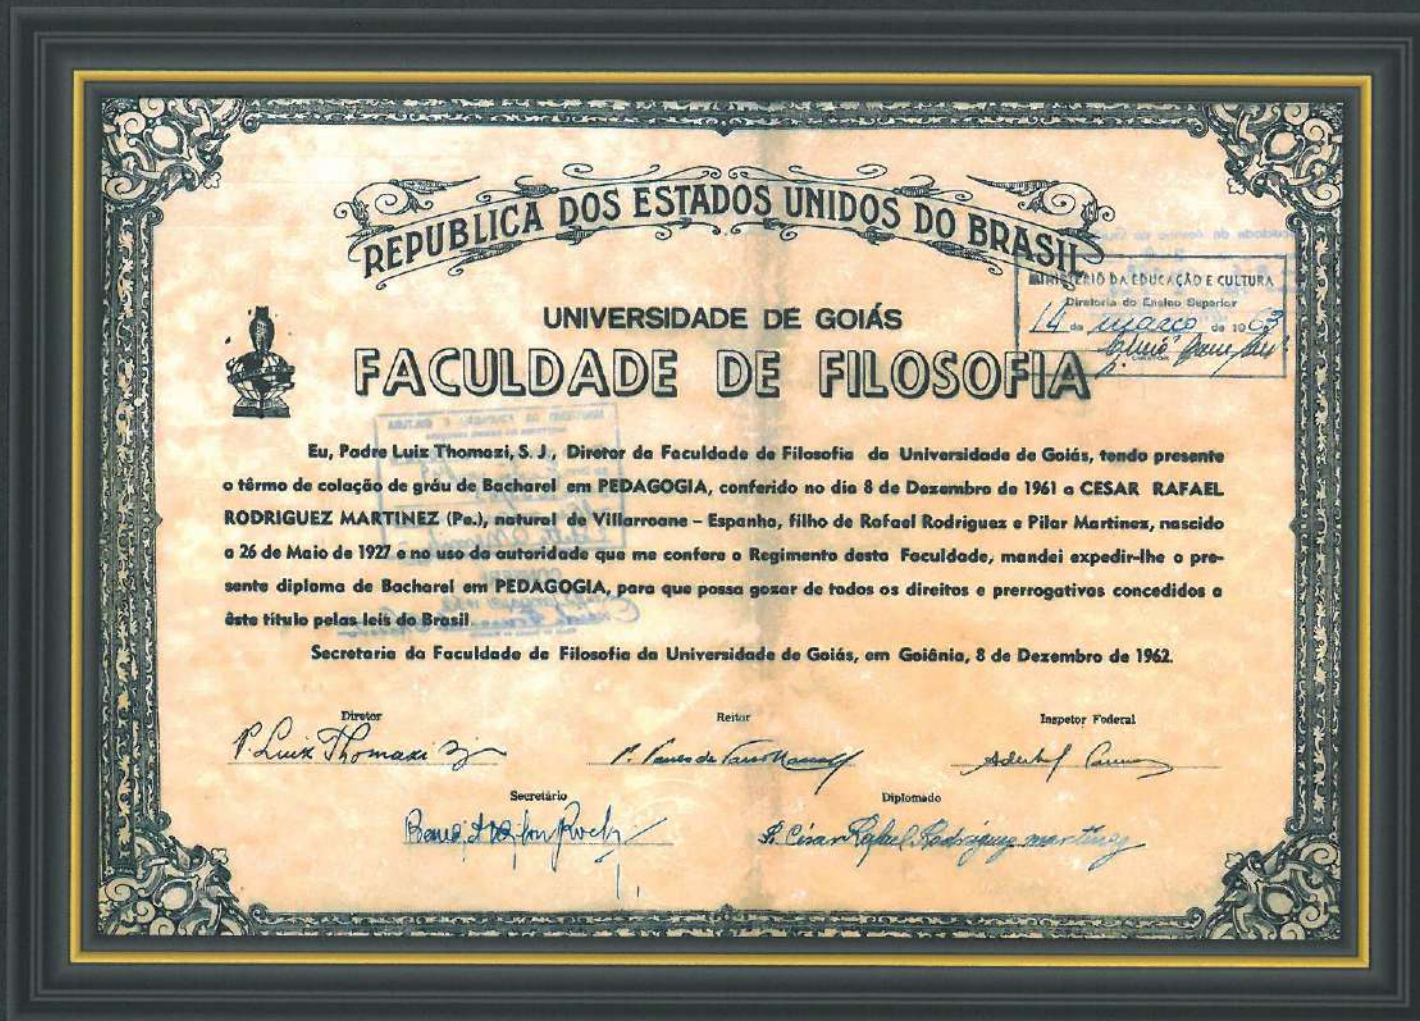 REPUBLICA DOS ESTADOS UNIDOS DO BRASIL
MINISTÉRIO DA EDUCAÇÃO E CULTURA
Diretoria do Ensino Superior
14 de março de 1963
UNIVERSIDADE DE GOIÁS
FACULDADE DE FILOSOFIA
Eu, Padre Luiz Thomazi, S. J., Diretor da Faculdade de Filosofia da Universidade de Goiás, tendo presente
o têrmo de colação de gráu de Bacharel em PEDAGOGIA, conferido no dia 8 de Dezembro de 1961 a CESAR RAFAEL
RODRIGUEZ MARTINEZ (Pe.), natural de Villarroane - Espanha, filho de Rafael Rodriguez e Pilar Martinez, nascido
a 26 de Maio de 1927 e no uso da autoridade que me confere o Regimento desta Faculdade, mandei expedir-lhe o pre-
sente diploma de Bacharel em PEDAGOGIA, para que possa gozar de todos os direitos e prerrogativas concedidos a
êste título pelas leis do Brasil.
Secretaria da Faculdade de Filosofia da Universidade de Goiás, em Goiânia, 8 de Dezembro de 1962.
Diretor
Reitor
Inspetor Federal
P. Luiz Thomazi Sj
Secretário
Diplomado
P. César Rafael Rodriguez Martinez